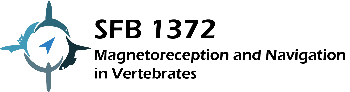 SFB 1372
Magnetoreception and Navigation
in Vertebrates